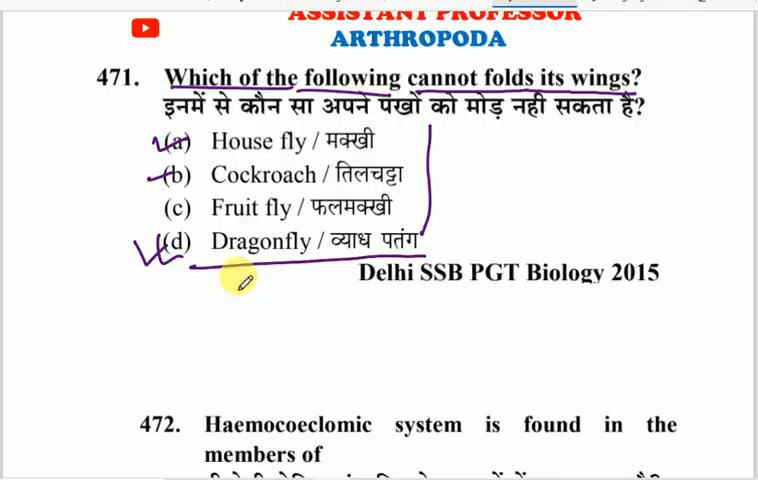 ASSISTANT PROFESSOR
ARTHROPODA
471. Which of the following cannot folds its wings?
इनमें से कौन सा अपने पंखों को मोड़ नही सकता है?
(a) House fly / मक्खी
(b) Cockroach / तिलचट्टा
(c) Fruit fly / फलमक्खी
(d) Dragonfly / व्याध पतंग
Delhi SSB PGT Biology 2015
472. Haemocoeclomic system is found in the
members of